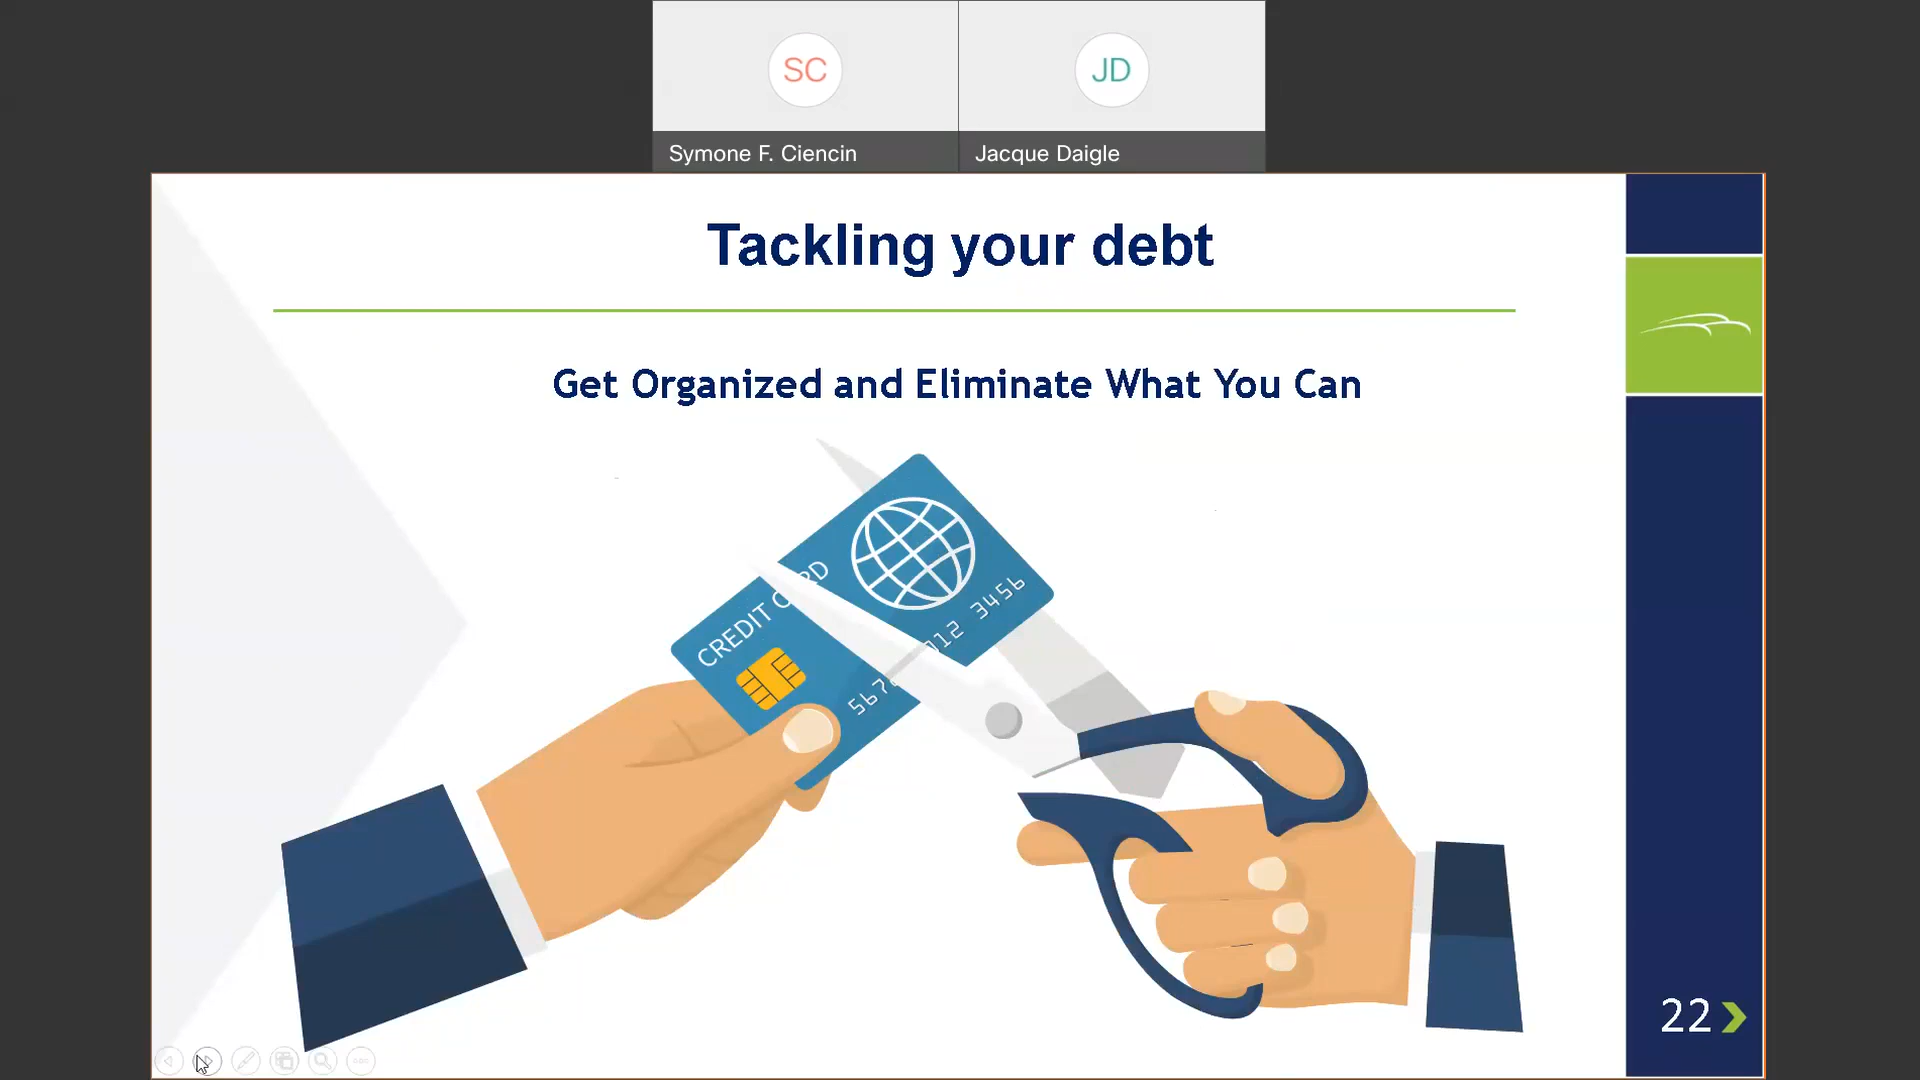 SC
JD
Symone F. Ciencin
Jacque Daigle
Tackling your debt
Get Organized and Eliminate What You Can
CREDIT C RD
567 012 3456
22